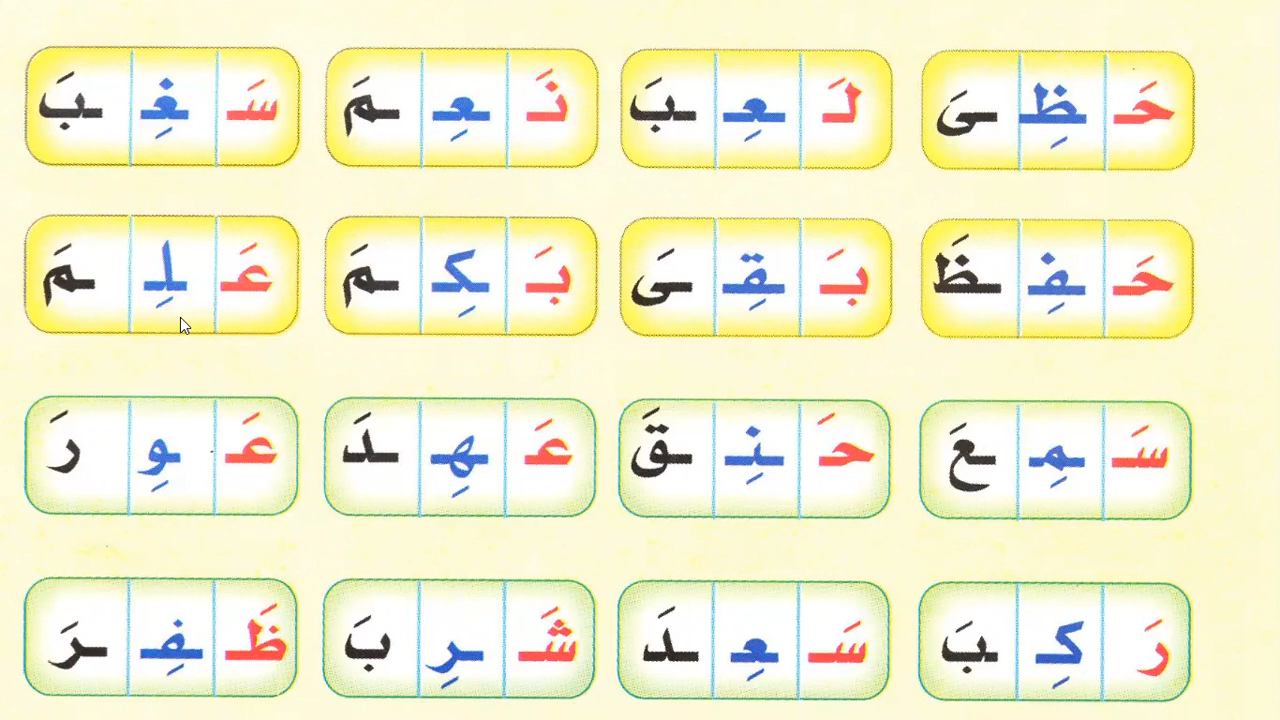 حَظِىَ لَعِبَ نَعِمَ سَغِبَ
حَفِظَ بَقِىَ بَكِمَ عَلِمَ
سَمِعَ حَنِقَ عَهِدَ عَوِرَ
رَكِبَ سَعِدَ شَرِبَ ظَفِرَ